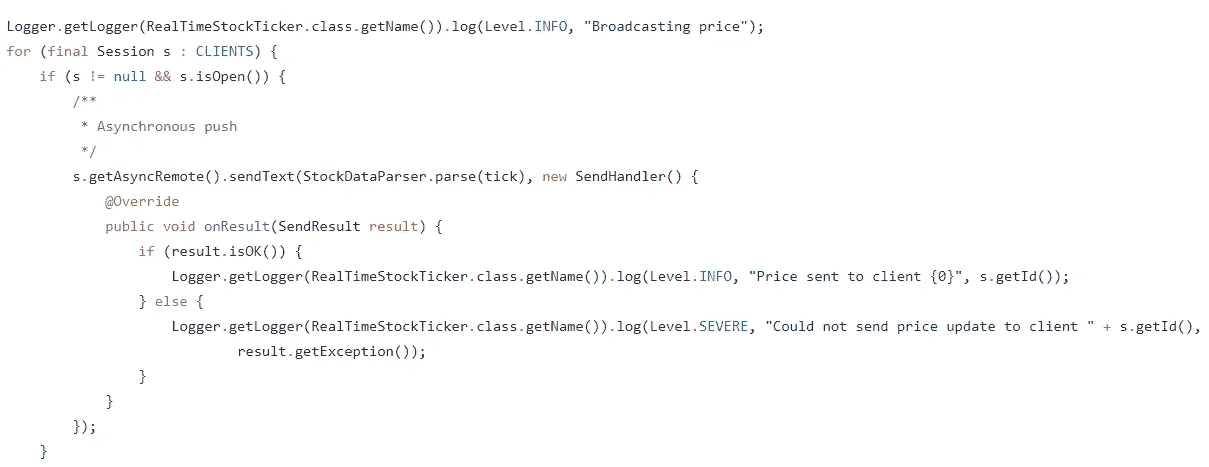 Logger.getLogger(RealTimeStockTicker.class.getName()).log(Level.INFO, "Broadcasting price");
for (final Session s : CLIENTS) {
    if (s != null && s.isOpen()) {
        /**
         * Asynchronous push
         */
        s.getAsyncRemote().sendText(StockDataParser.parse(tick), new SendHandler() {
            @Override
            public void onResult(SendResult result) {
                if (result.isOK()) {
                    Logger.getLogger(RealTimeStockTicker.class.getName()).log(Level.INFO, "Price sent to client {0}", s.getId());
                } else {
                    Logger.getLogger(RealTimeStockTicker.class.getName()).log(Level.SEVERE, "Could not send price update to client " + s.getId(),
                            result.getException());
                }
            }
        });
    }